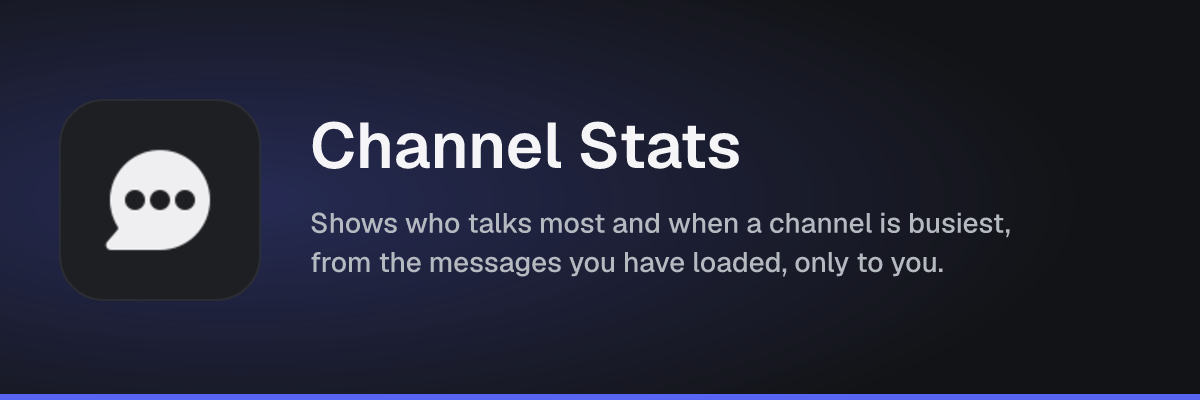 Channel Stats
Shows who talks most and when a channel is busiest,
from the messages you have loaded, only to you.